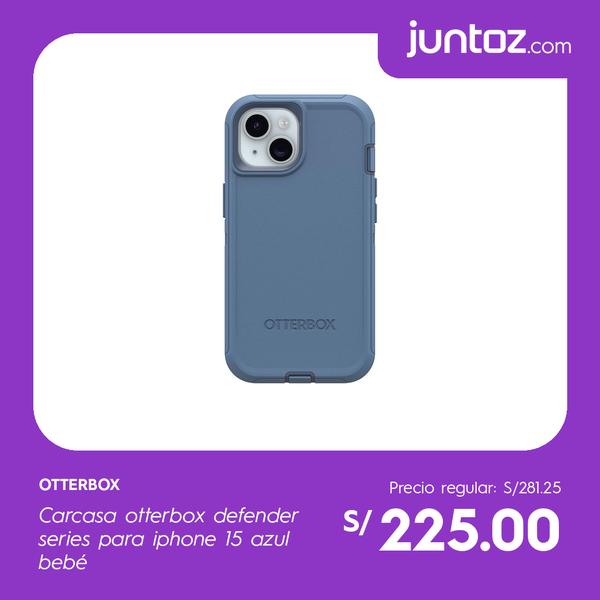 juntoz.com
OTTERBOX
OTTERBOX
Carcasa otterbox defender
series para iphone 15 azul
bebé
Precio regular: S/281.25
S/ 225.00